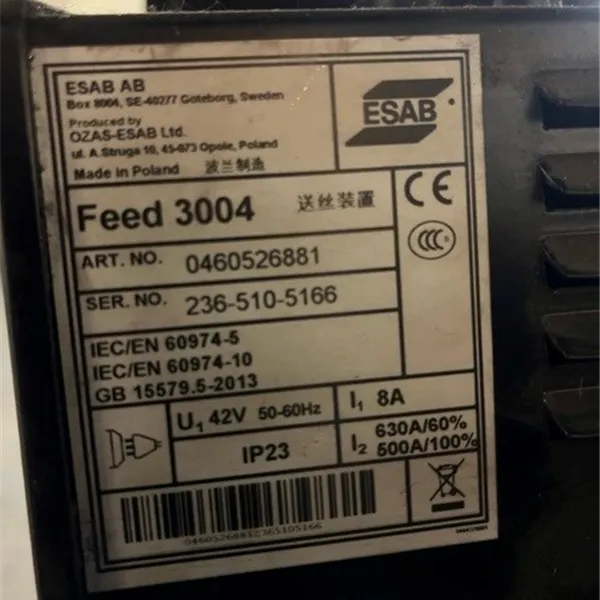 ESAB AB
Box 8004, SE-40277 Goteborg, Sweden
Produced by
OZAS-ESAB Ltd.
ul. A.Struga 10, 45-073 Opole, Poland
Made in Poland 波兰制造
ESAB
Feed 3004 送丝装置
CE
CCC
ART. NO. 0460526881
SER. NO. 236-510-5166
IEC/EN 60974-5
IEC/EN 60974-10
GB 15579.5-2013
U1 42V 50-60Hz
I1 8A
IP23
I2 630A/60%
500A/100%
04605268812365105166